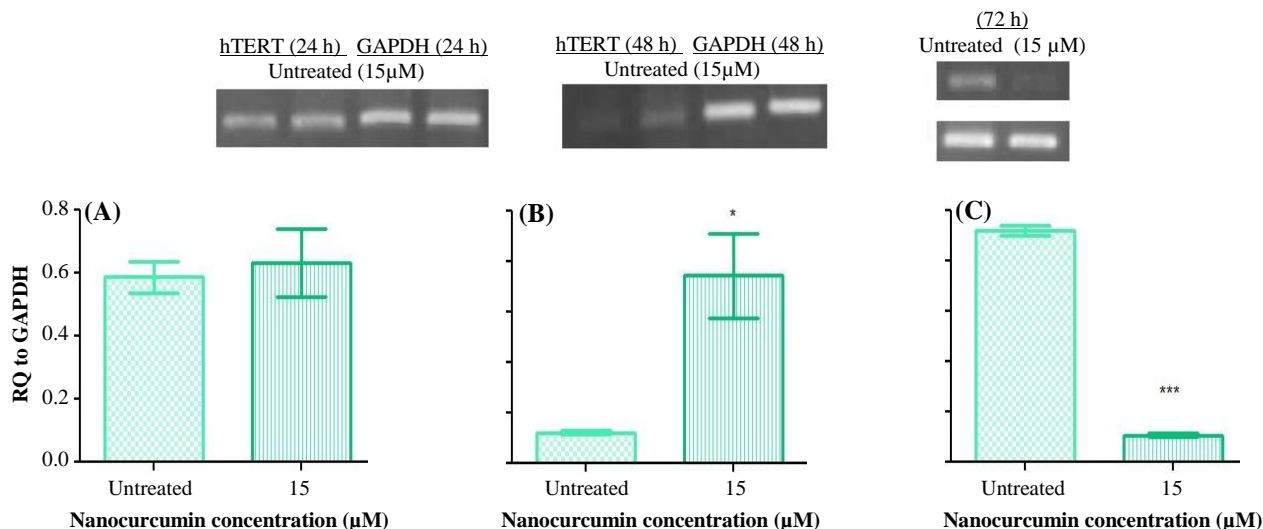 hTERT (24 h) GAPDH (24 h)
Untreated (15µM)
hTERT (48 h) GAPDH (48 h)
Untreated (15µM)
(72 h)
Untreated (15 µM)
(A)
(B)
(C)
*
***
RQ to GAPDH
0.8
0.6
0.4
0.2
0.0
Untreated 15
Nanocurcumin concentration (µM)
Untreated 15
Nanocurcumin concentration (µM)
Untreated 15
Nanocurcumin concentration (µM)